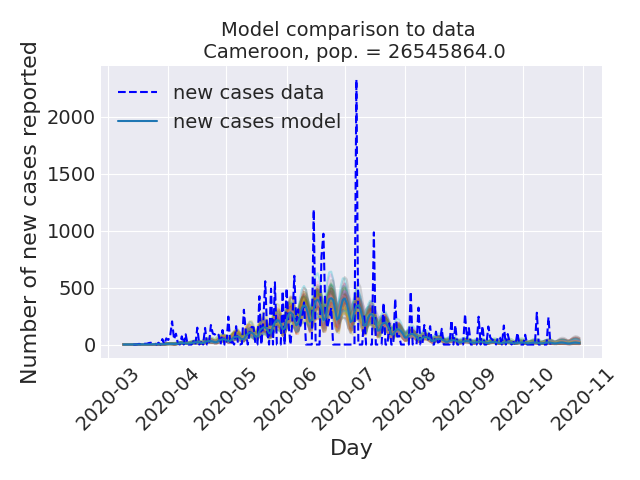 Model comparison to data
Cameroon, pop. = 26545864.0
new cases data
new cases model
Number of new cases reported
2000
1500
1000
500
0
2020-03
2020-04
2020-05
2020-06
2020-07
2020-08
2020-09
2020-10
2020-11
Day